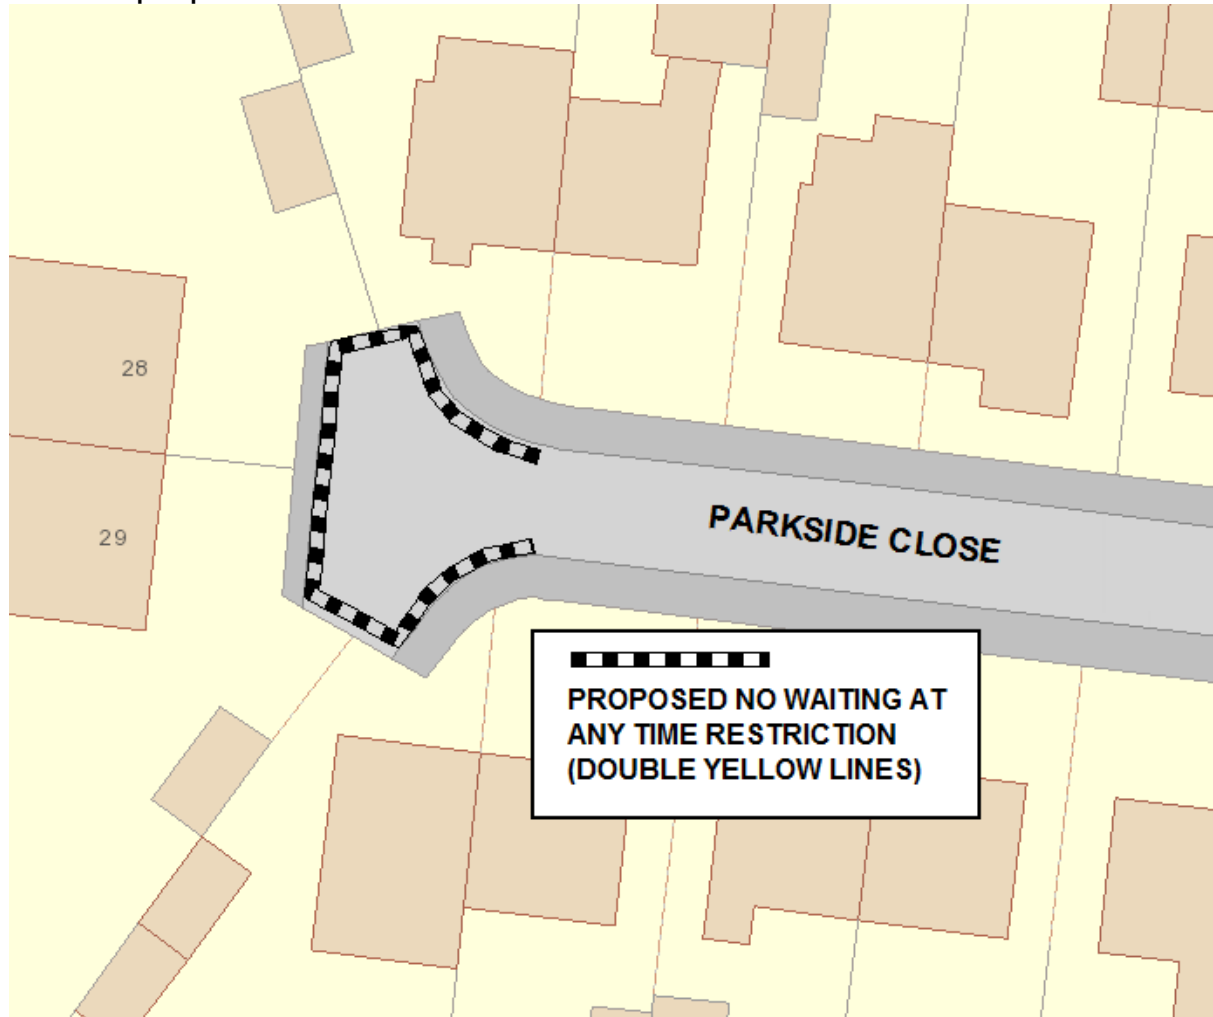 28
29
PARKSIDE CLOSE
PROPOSED NO WAITING AT
ANY TIME RESTRICTION
(DOUBLE YELLOW LINES)